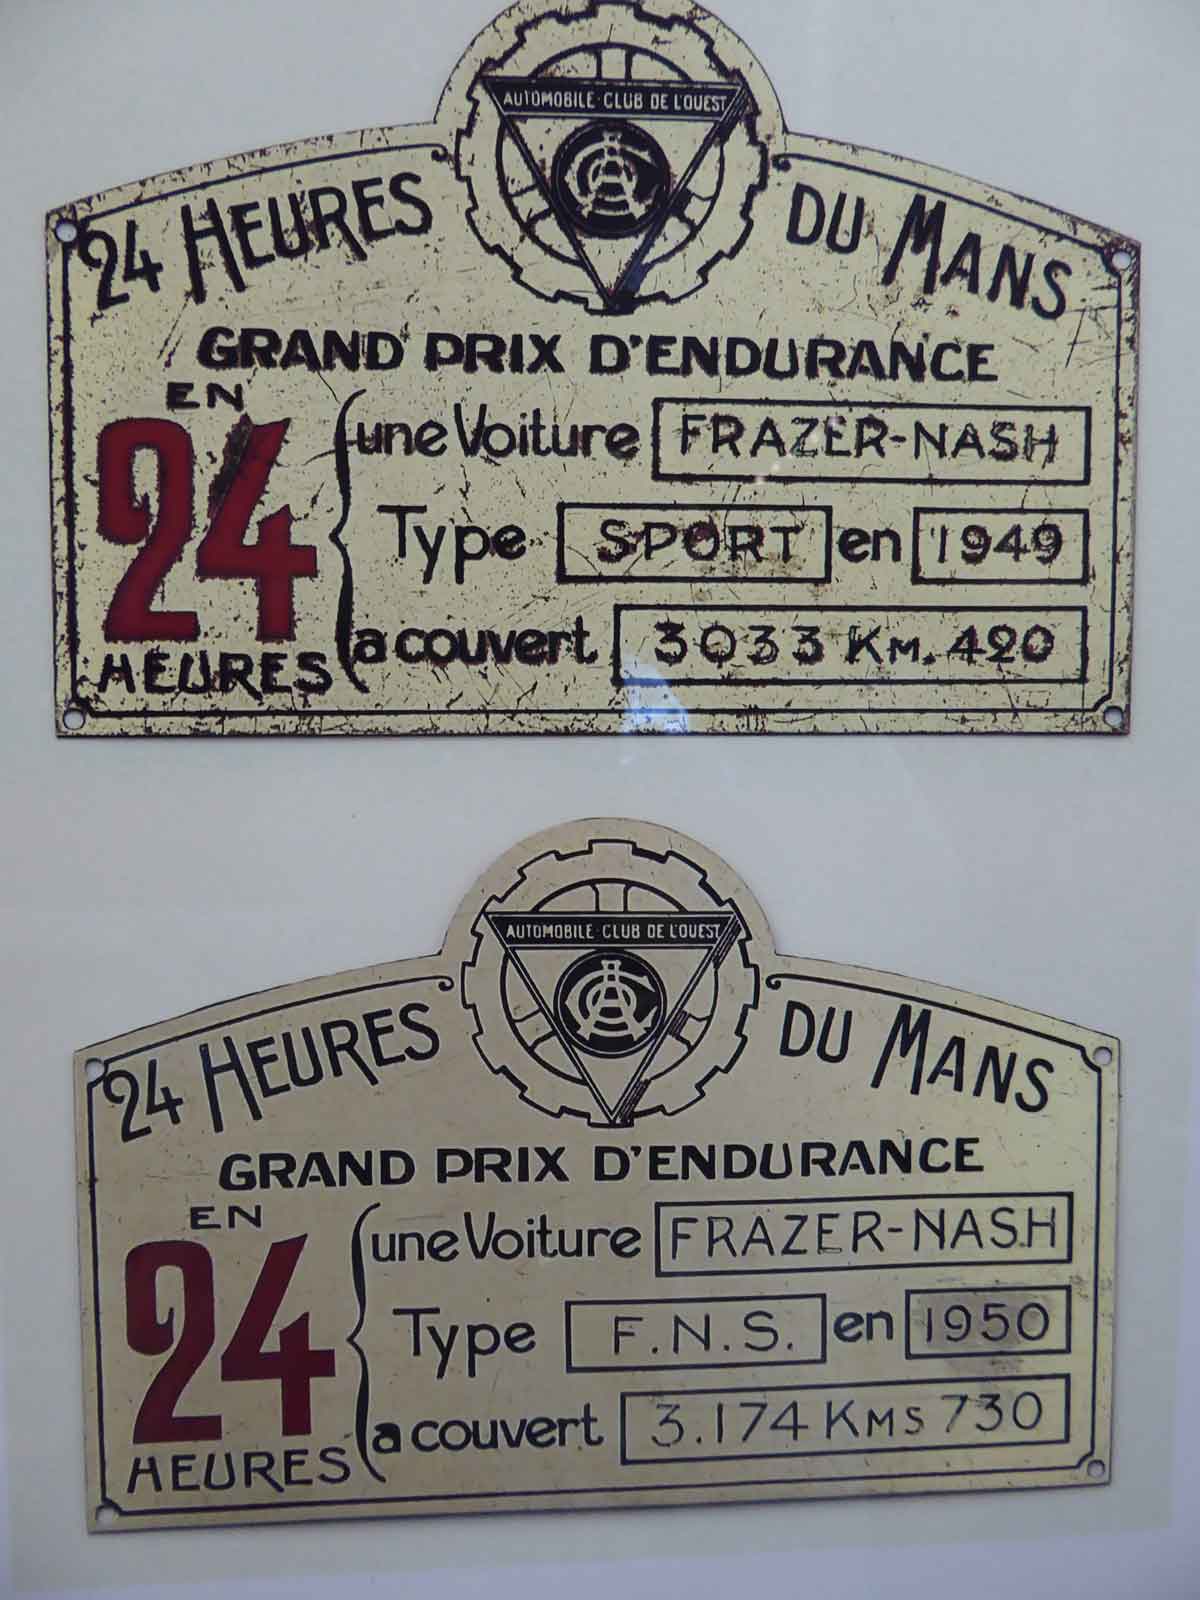 AUTOMOBILE·CLUB DE L'OUEST
24 HEURES DU MANS
GRAND PRIX D'ENDURANCE
EN 24 HEURES
une Voiture FRAZER-NASH
Type SPORT en 1949
a couvert 3033 KM. 420
AUTOMOBILE·CLUB DE L'OUEST
24 HEURES DU MANS
GRAND PRIX D'ENDURANCE
EN 24 HEURES
une Voiture FRAZER-NASH
Type F.N.S. en 1950
a couvert 3.174 KMS 730